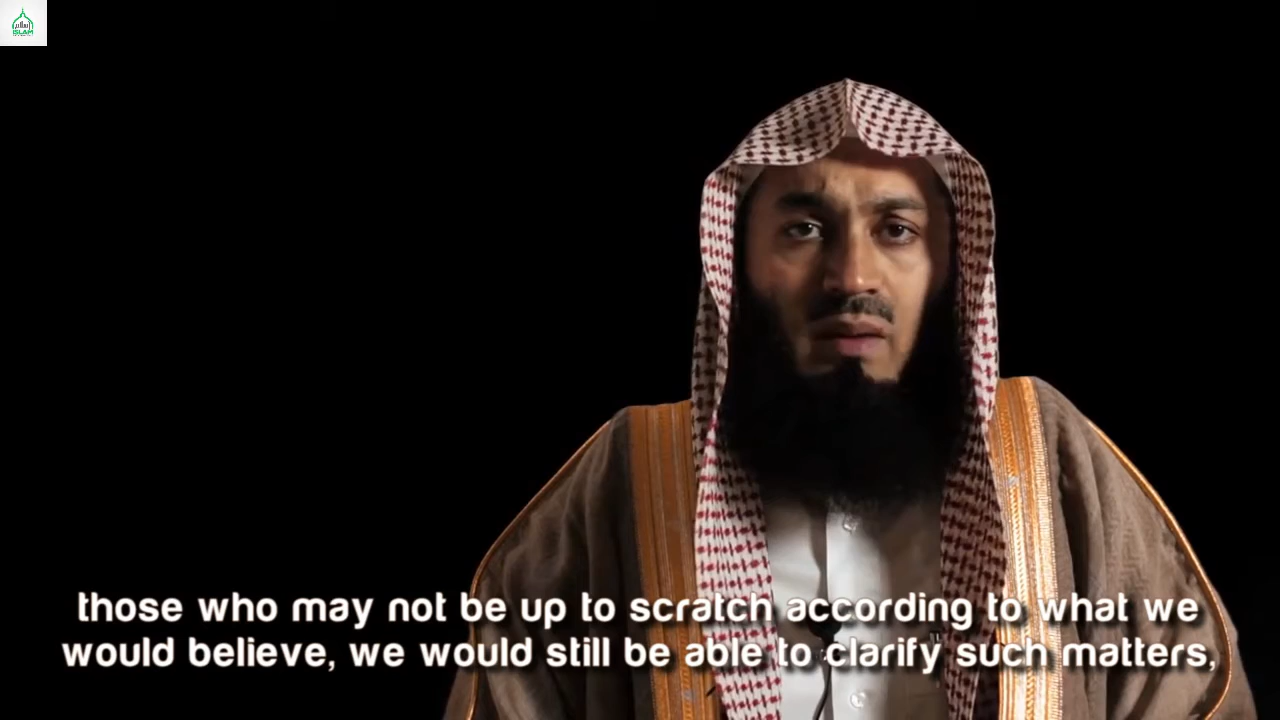 ISLAM
those who may not be up to scratch according to what we
would believe, we would still be able to clarify such matters,